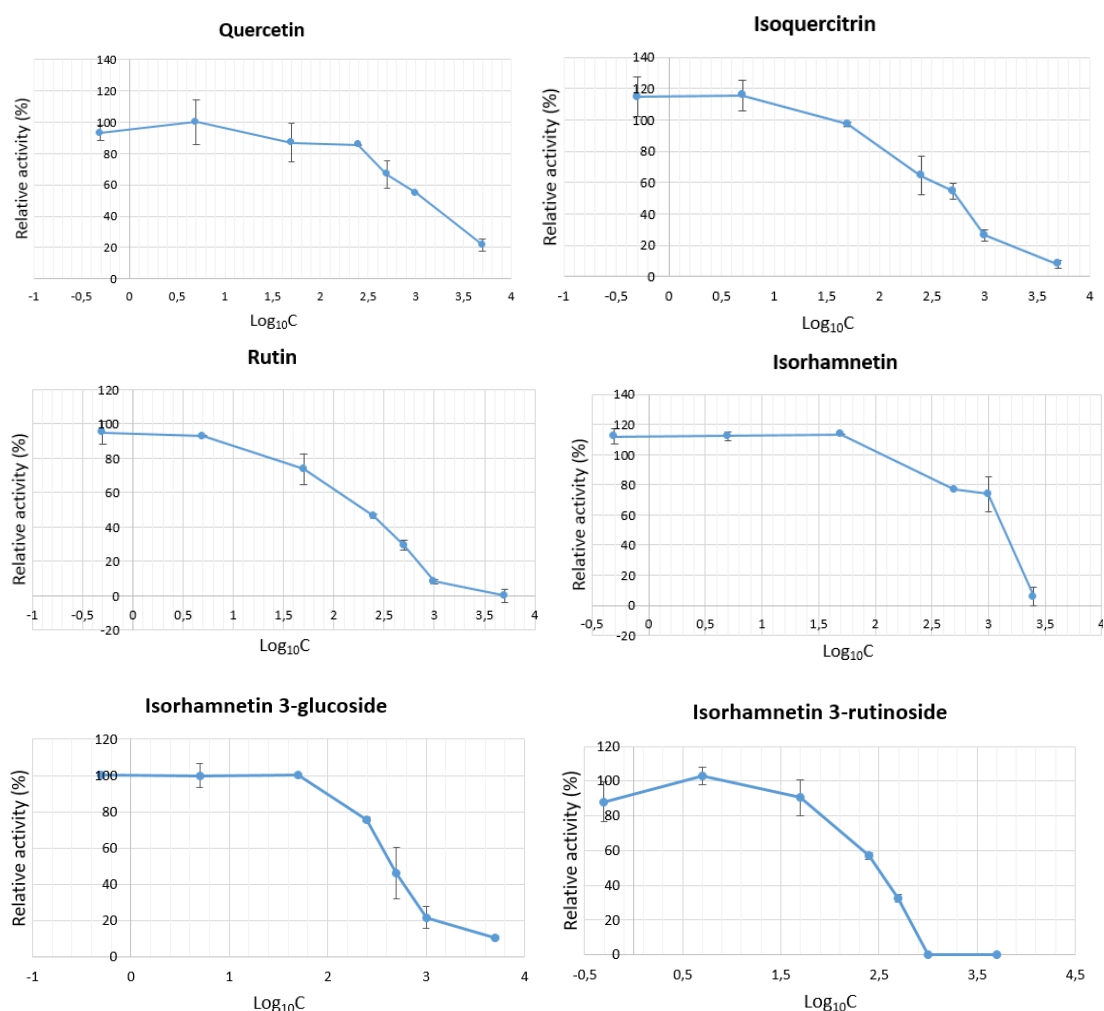 Quercetin
Relative activity (%)
140
120
100
80
60
40
20
0
-1 -0,5 0 0,5 1 1,5 2 2,5 3 3,5 4
Log₁₀C
Isoquercitrin
Relative activity (%)
140
120
100
80
60
40
20
0
-1 -0,5 0 0,5 1 1,5 2 2,5 3 3,5 4
Log₁₀C
Rutin
Relative activity (%)
120
100
80
60
40
20
0
-20
-1 -0,5 0 0,5 1 1,5 2 2,5 3 3,5 4
Log₁₀C
Isorhamnetin
Relative activity (%)
140
120
100
80
60
40
20
0
-20
-0,5 0 0,5 1 1,5 2 2,5 3 3,5 4
Log₁₀C
Isorhamnetin 3-glucoside
Relative activity (%)
120
100
80
60
40
20
0
-1 0 1 2 3 4
Log₁₀C
Isorhamnetin 3-rutinoside
Relative activity (%)
120
100
80
60
40
20
0
-0,5 0,5 1,5 2,5 3,5 4,5
Log₁₀C